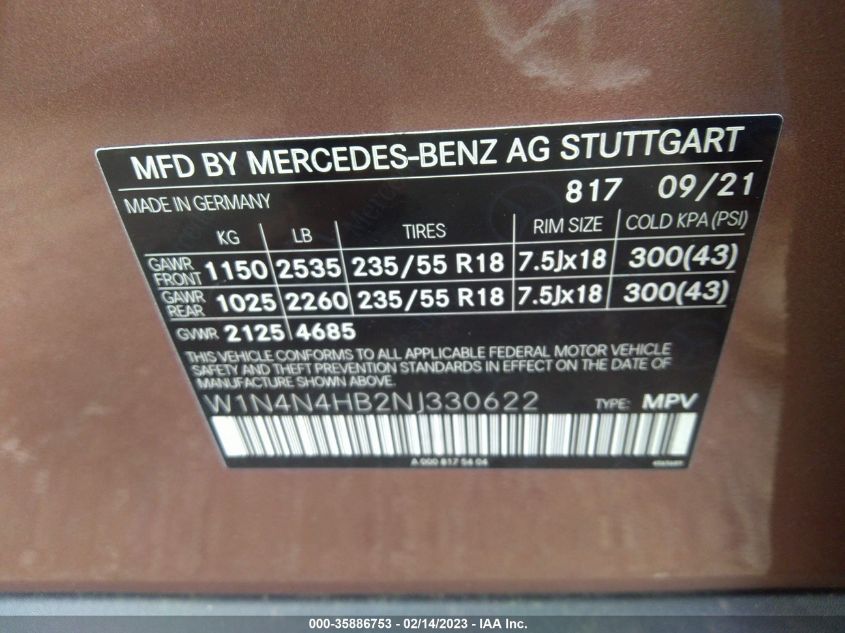 MFD BY MERCEDES-BENZ AG STUTTGART
MADE IN GERMANY 817 09/21
KG LB TIRES RIM SIZE COLD KPA (PSI)
GAWR FRONT 1150 2535 235/55 R18 7.5Jx18 300(43)
GAWR REAR 1025 2260 235/55 R18 7.5Jx18 300(43)
GVWR 2125 4685
THIS VEHICLE CONFORMS TO ALL APPLICABLE FEDERAL MOTOR VEHICLE
SAFETY AND THEFT PREVENTION STANDARDS IN EFFECT ON THE DATE OF
MANUFACTURE SHOWN ABOVE.
W1N4N4HB2NJ330622 TYPE: MPV
A 000 817 54 04
000-35886753 - 02/14/2023 - IAA Inc.